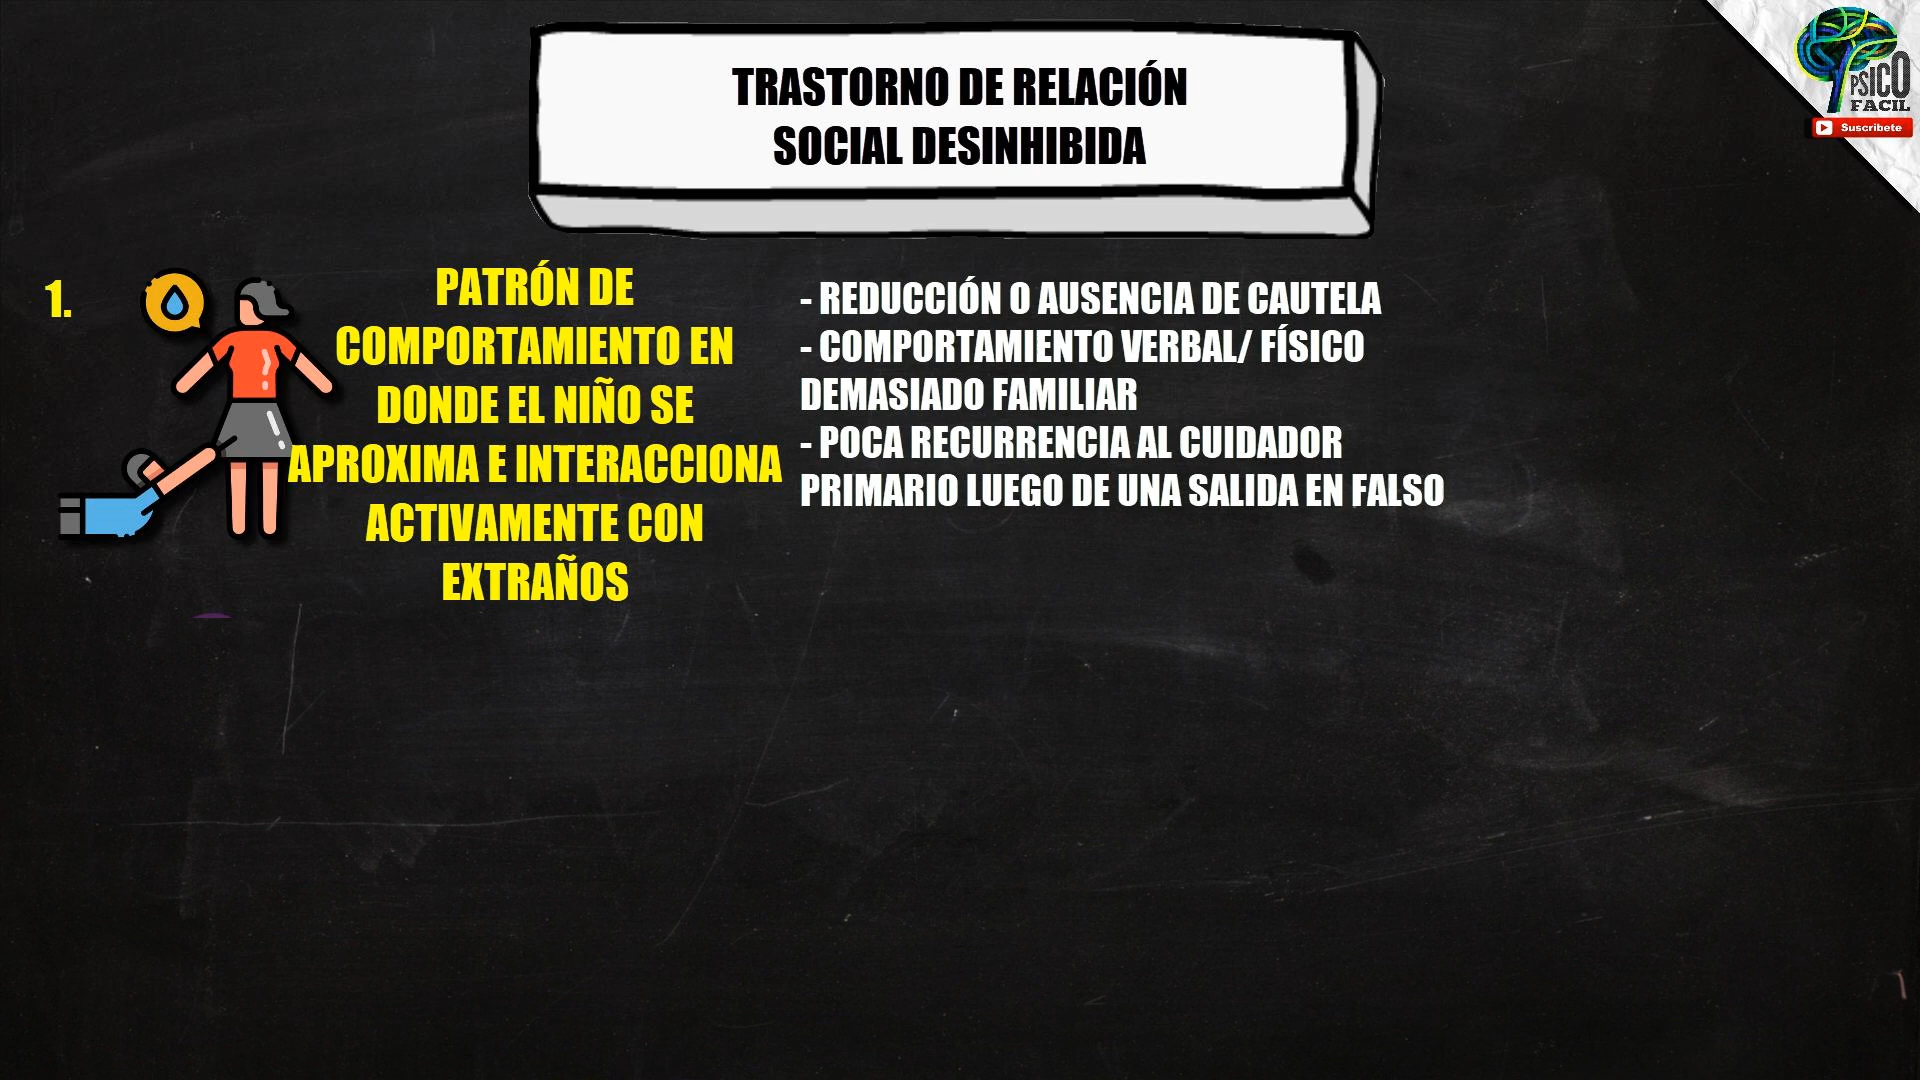 TRASTORNO DE RELACIÓN
SOCIAL DESINHIBIDA
PSICO
FACIL
Suscribete
1.
PATRÓN DE
COMPORTAMIENTO EN
DONDE EL NIÑO SE
APROXIMA E INTERACCIONA
ACTIVAMENTE CON
EXTRAÑOS
- REDUCCIÓN O AUSENCIA DE CAUTELA
- COMPORTAMIENTO VERBAL/ FÍSICO
DEMASIADO FAMILIAR
- POCA RECURRENCIA AL CUIDADOR
PRIMARIO LUEGO DE UNA SALIDA EN FALSO